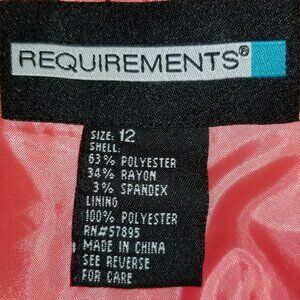 REQUIREMENTS®
SIZE: 12
SHELL:
63% POLYESTER
34% RAYON
3% SPANDEX
LINING
100% POLYESTER
RN#57895
MADE IN CHINA
SEE REVERSE
FOR CARE